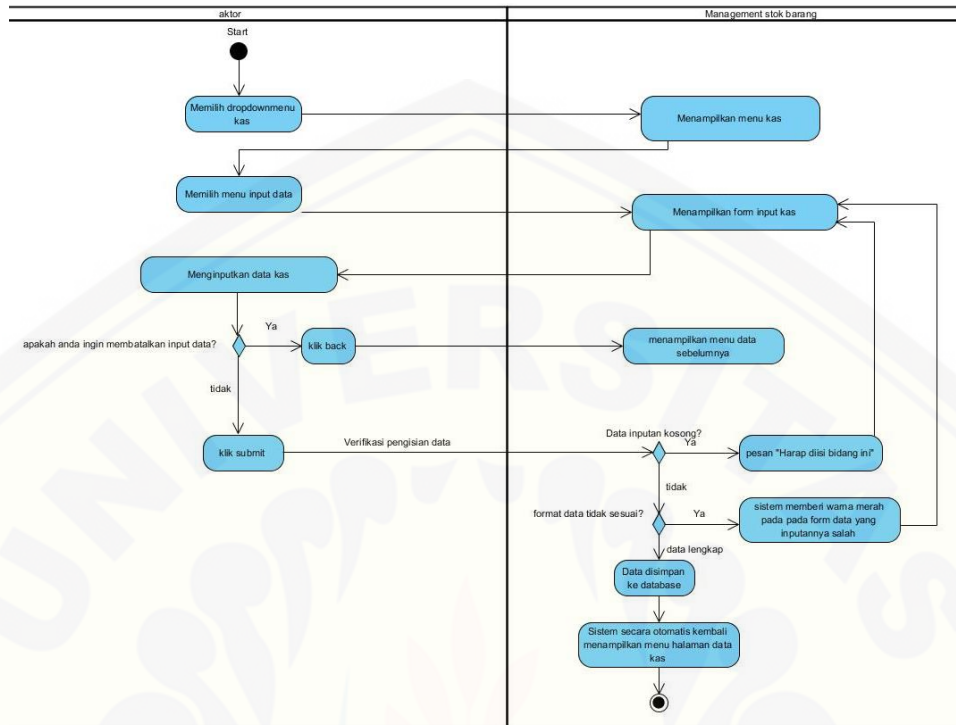 aktor
Management stok barang
Start
Memilih dropdownmenu
kas
Menampilkan menu kas
Memilih menu input data
Menampilkan form input kas
Menginputkan data kas
apakah anda ingin membatalkan input data?
Ya
klik back
menampilkan menu data
sebelumnya
tidak
klik submit
Verifikasi pengisian data
Data inputan kosong?
Ya
pesan "Harap diisi bidang ini"
tidak
format data tidak sesuai?
Ya
sistem memberi warna merah
pada pada form data yang
inputannya salah
data lengkap
Data disimpan
ke database
Sistem secara otomatis kembali
menampilkan menu halaman data
kas
UNIVERSITAS